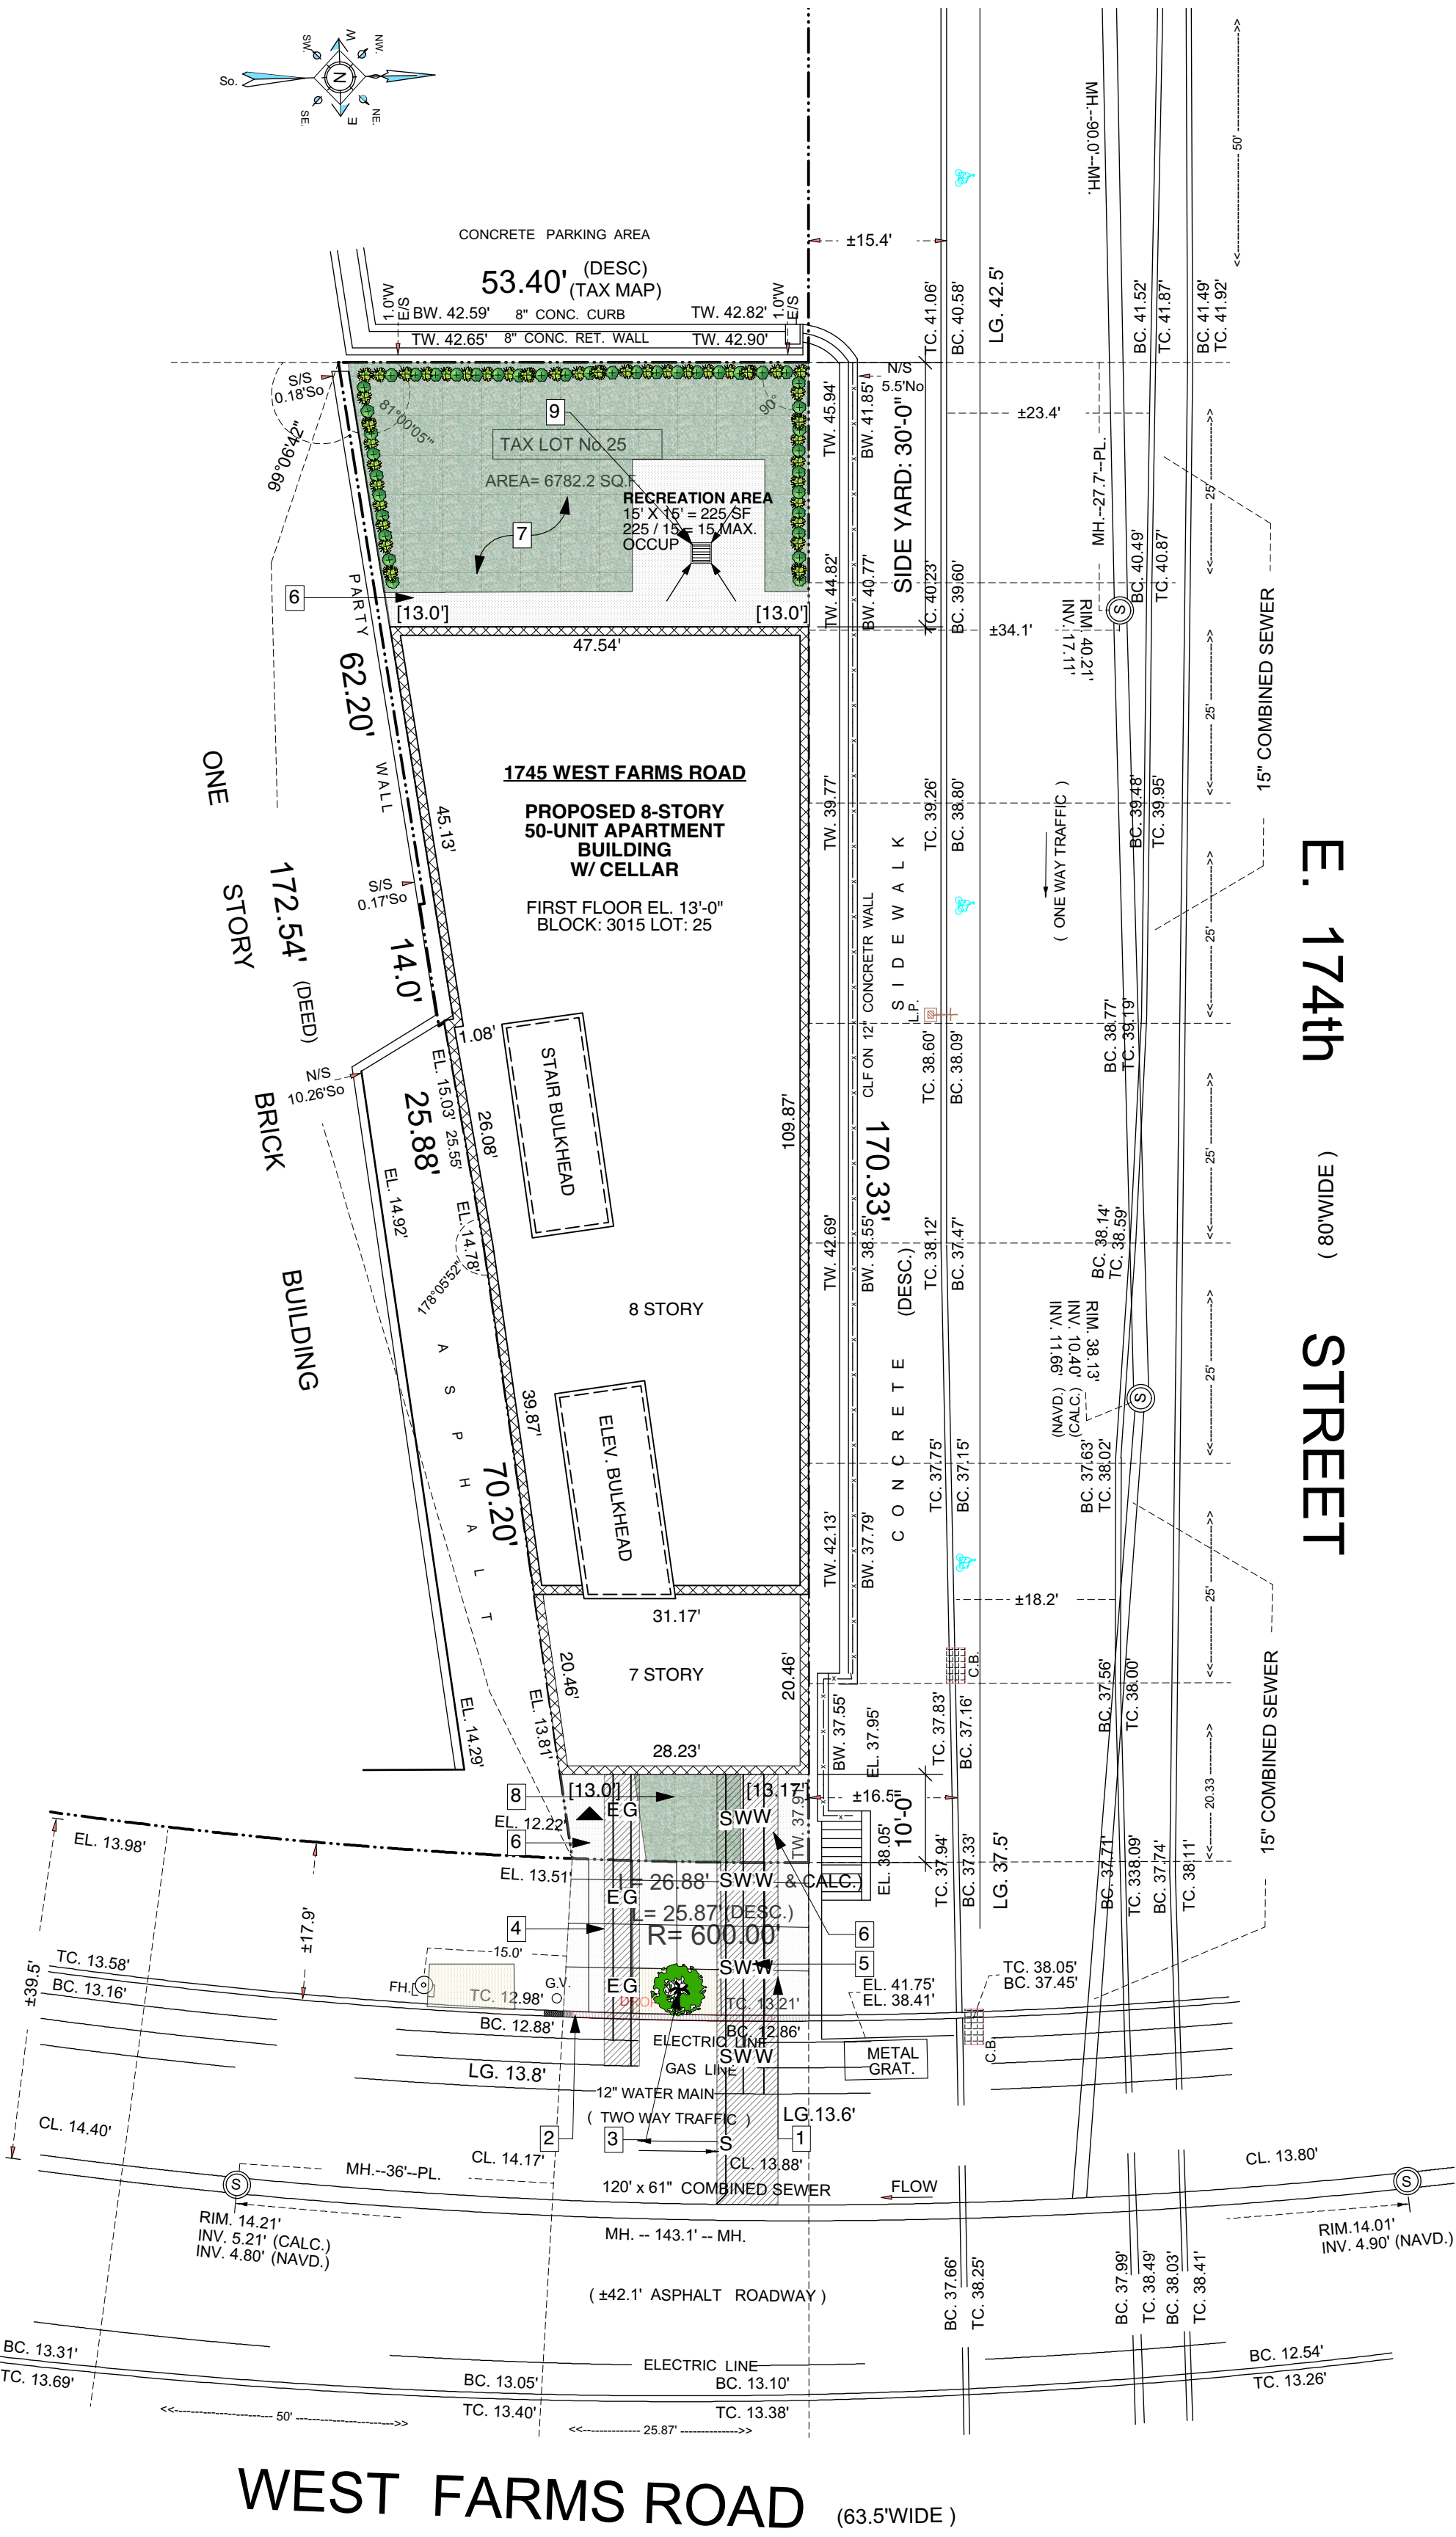 SW.
W
NW.
So.
N
SE.
E
NE.
CONCRETE PARKING AREA
53.40' (DESC)
(TAX MAP)
1.0'W
E/S
BW. 42.59'
8" CONC. CURB
TW. 42.82'
1.0'W
E/S
TW. 42.65'
8" CONC. RET. WALL
TW. 42.90'
±15.4'
TC. 41.06'
BC. 40.58'
LG. 42.5'
MH.--90.0'--MH.
50'
BC. 41.52'
TC. 41.87'
BC. 41.49'
TC. 41.92'
S/S
0.18'So
99°06'42"
81°00'05"
90°
9
TAX LOT No.25
AREA= 6782.2 SQ.F
RECREATION AREA
15' X 15' = 225 SF
225 / 15 = 15 MAX.
OCCUP
7
6
[13.0']
[13.0']
N/S
5.5'No
TW. 45.94'
BW. 41.85'
SIDE YARD: 30'-0"
±23.4'
MH.--27.7'--PL.
25'
TW. 44.82'
BW. 40.77'
TC. 40.23'
BC. 39.60'
BC. 40.49'
TC. 40.87'
±34.1'
S
RIM. 40.21'
INV. 17.11'
15" COMBINED SEWER
47.54'
PARTY WALL
62.20'
45.13'
25'
1745 WEST FARMS ROAD
PROPOSED 8-STORY
50-UNIT APARTMENT
BUILDING
W/ CELLAR
FIRST FLOOR EL. 13'-0"
BLOCK: 3015 LOT: 25
TW. 39.77'
TC. 39.26'
BC. 38.80'
( ONE WAY TRAFFIC )
BC. 39.48'
TC. 39.95'
S/S
0.17'So
14.0'
172.54' (DEED)
ONE STORY BRICK BUILDING
CLF ON 12" CONCRETR WALL
CONCRETE SIDEWALK
L.P.
25'
E. 174th STREET
( 80'WIDE )
TC. 38.60'
BC. 38.09'
BC. 38.77'
TC. 39.19'
1.08'
N/S
10.26'So
EL. 15.03'
25.55'
25.88'
26.08'
STAIR BULKHEAD
109.87'
170.33'
(DESC.)
25'
EL. 14.92'
EL. 14.78'
178°05'52"
TW. 42.69'
BW. 38.55'
TC. 38.12'
BC. 37.47'
BC. 38.14'
TC. 38.59'
8 STORY
RIM. 38.13'
INV. 10.40' (CALC.)
INV. 11.66' (NAVD.)
S
25'
ASPHALT
39.87'
70.20'
ELEV. BULKHEAD
TC. 37.75'
BC. 37.15'
BC. 37.63'
TC. 38.02'
TW. 42.13'
BW. 37.79'
±18.2'
25'
31.17'
7 STORY
20.46'
20.46'
28.23'
EL. 13.81'
EL. 14.29'
C.B.
BC. 37.56'
TC. 38.00'
15" COMBINED SEWER
BW. 37.55'
EL. 37.95'
TC. 37.83'
BC. 37.16'
20.33
8
[13.0']
[13.17']
±16.5'
10'-0"
EG
SWW
EL. 12.22'
6
TW. 37.9
EL. 38.05'
TC. 37.94'
BC. 37.33'
LG. 37.5'
BC. 37.71'
TC. 338.09'
BC. 37.74'
TC. 38.11'
EL. 13.98'
EL. 13.51'
L= 26.88'
SWW
& CALC.)
EG
L= 25.87' (DESC.)
R= 600.00'
4
6
5
±17.9'
±39.5'
15.0'
SWW
TC. 13.58'
BC. 13.16'
FH.
G.V.
TC. 12.98'
EG
DROP
TC. 13.21'
EL. 41.75'
EL. 38.41'
TC. 38.05'
BC. 37.45'
BC. 12.88'
BC. 12.86'
ELECTRIC LINE
SWW
C.B.
METAL
GRAT.
GAS LINE
LG. 13.8'
12" WATER MAIN
LG.13.6'
( TWO WAY TRAFFIC )
CL. 14.40'
2
3
S
1
CL. 14.17'
CL. 13.88'
CL. 13.80'
MH.--36'--PL.
S
120' x 61" COMBINED SEWER
FLOW
S
RIM. 14.21'
INV. 5.21' (CALC.)
INV. 4.80' (NAVD.)
MH. -- 143.1' -- MH.
RIM.14.01'
INV. 4.90' (NAVD.)
( ±42.1' ASPHALT ROADWAY )
BC. 37.66'
TC. 38.25'
BC. 37.99'
TC. 38.49'
BC. 38.03'
TC. 38.41'
BC. 13.31'
TC. 13.69'
ELECTRIC LINE
BC. 12.54'
TC. 13.26'
BC. 13.05'
BC. 13.10'
TC. 13.40'
TC. 13.38'
50'
25.87'
WEST FARMS ROAD (63.5'WIDE )